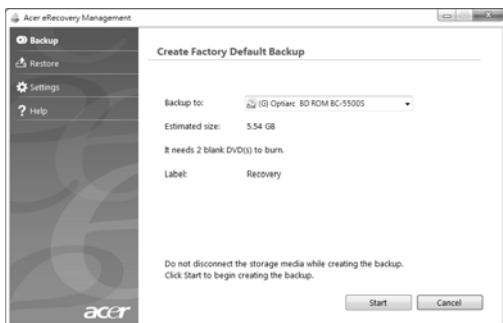 Acer eRecovery Management
Backup
Restore
Settings
Help
Create Factory Default Backup
Backup to: (G) Optiarc BD ROM BC-5500S
Estimated size: 5.54 GB
It needs 2 blank DVD(s) to burn.
Label: Recovery
Do not disconnect the storage media while creating the backup.
Click Start to begin creating the backup.
Start Cancel
acer